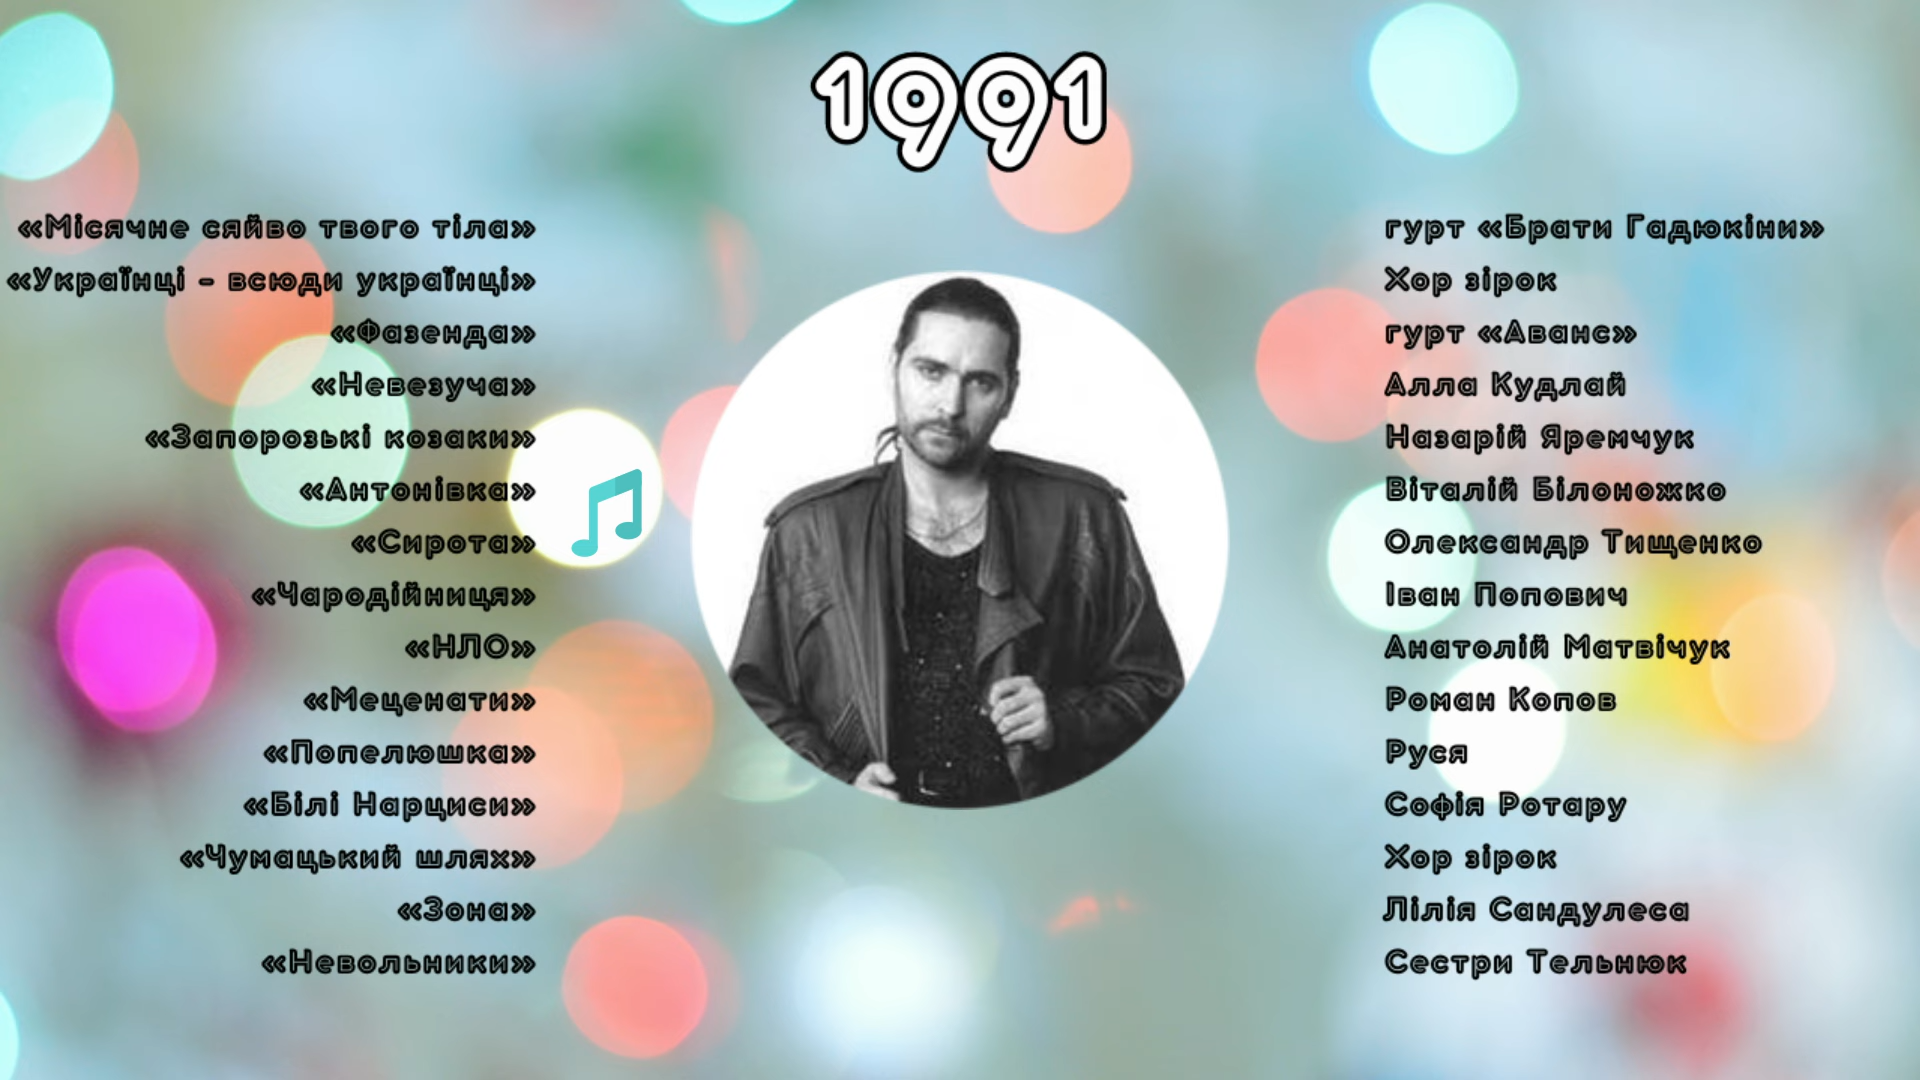 1991
«Місячне сяйво твого тіла»
«Українці - всюди українці»
«Фазенда»
«Невезуча»
«Запорозькі козаки»
«Антонівка»
«Сирота»
«Чародійниця»
«НЛО»
«Меценати»
«Попелюшка»
«Білі Нарциси»
«Чумацький шлях»
«Зона»
«Невольники»
гурт «Брати Гадюкіни»
Хор зірок
гурт «Аванс»
Алла Кудлай
Назарій Яремчук
Віталій Білоножко
Олександр Тищенко
Іван Попович
Анатолій Матвічук
Роман Копов
Руся
Софія Ротару
Хор зірок
Лілія Сандулеса
Сестри Тельнюк